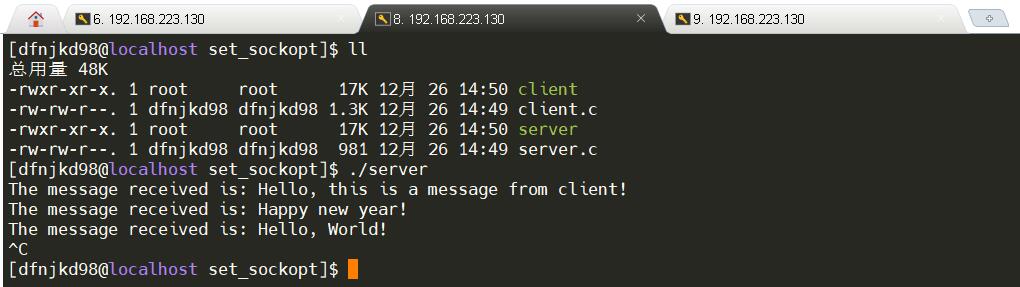 6. 192.168.223.130
8. 192.168.223.130
9. 192.168.223.130
[dfnjkd98@localhost set_sockopt]$ ll
总用量 48K
-rwxr-xr-x. 1 root     root      17K 12月 26 14:50 client
-rw-rw-r--. 1 dfnjkd98 dfnjkd98 1.3K 12月 26 14:49 client.c
-rwxr-xr-x. 1 root     root      17K 12月 26 14:50 server
-rw-rw-r--. 1 dfnjkd98 dfnjkd98  981 12月 26 14:49 server.c
[dfnjkd98@localhost set_sockopt]$ ./server
The message received is: Hello, this is a message from client!
The message received is: Happy new year!
The message received is: Hello, World!
^C
[dfnjkd98@localhost set_sockopt]$